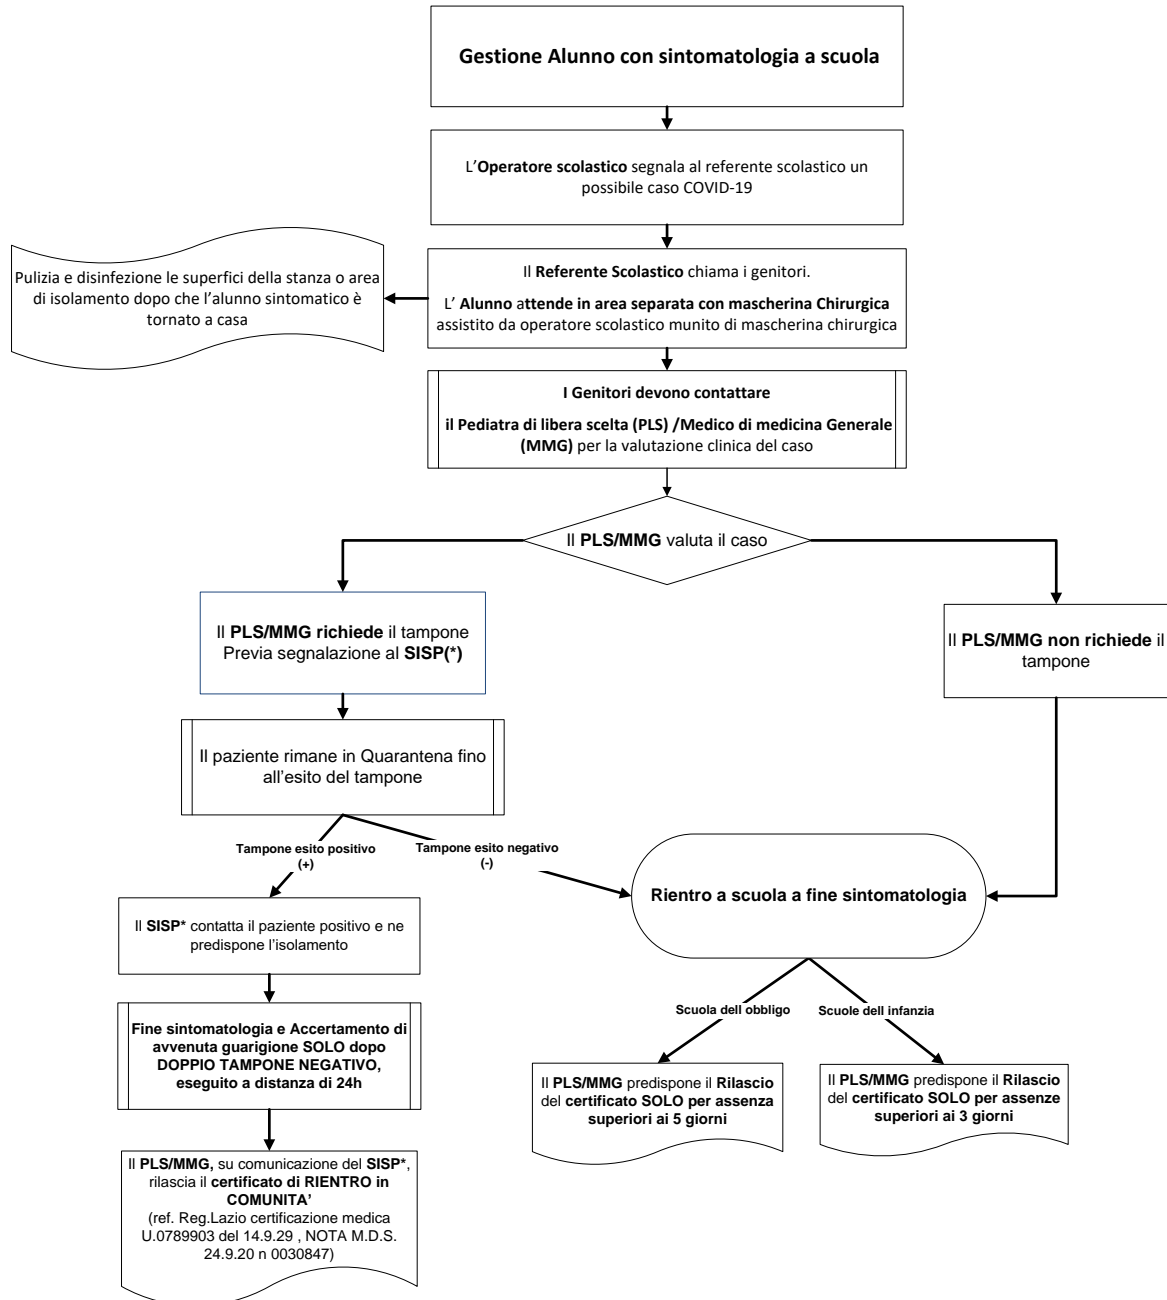 Gestione Alunno con sintomatologia a scuola
L'Operatore scolastico segnala al referente scolastico un
possibile caso COVID-19
Il Referente Scolastico chiama i genitori.
L' Alunno attende in area separata con mascherina Chirurgica
assistito da operatore scolastico munito di mascherina chirurgica
Pulizia e disinfezione le superfici della stanza o area
di isolamento dopo che l'alunno sintomatico è
tornato a casa
I Genitori devono contattare
il Pediatra di libera scelta (PLS) /Medico di medicina Generale
(MMG) per la valutazione clinica del caso
Il PLS/MMG valuta il caso
Il PLS/MMG richiede il tampone
Previa segnalazione al SISP(*)
Il PLS/MMG non richiede il
tampone
Il paziente rimane in Quarantena fino
all'esito del tampone
Tampone esito positivo
(+)
Tampone esito negativo
(-)
Rientro a scuola a fine sintomatologia
Il SISP* contatta il paziente positivo e ne
predispone l'isolamento
Scuola dell obbligo
Scuole dell infanzia
Fine sintomatologia e Accertamento di
avvenuta guarigione SOLO dopo
DOPPIO TAMPONE NEGATIVO,
eseguito a distanza di 24h
Il PLS/MMG predispone il Rilascio
del certificato SOLO per assenza
superiori ai 5 giorni
Il PLS/MMG predispone il Rilascio
del certificato SOLO per assenze
superiori ai 3 giorni
Il PLS/MMG, su comunicazione del SISP*,
rilascia il certificato di RIENTRO in
COMUNITA'
(ref. Reg.Lazio certificazione medica
U.0789903 del 14.9.29 , NOTA M.D.S.
24.9.20 n 0030847)